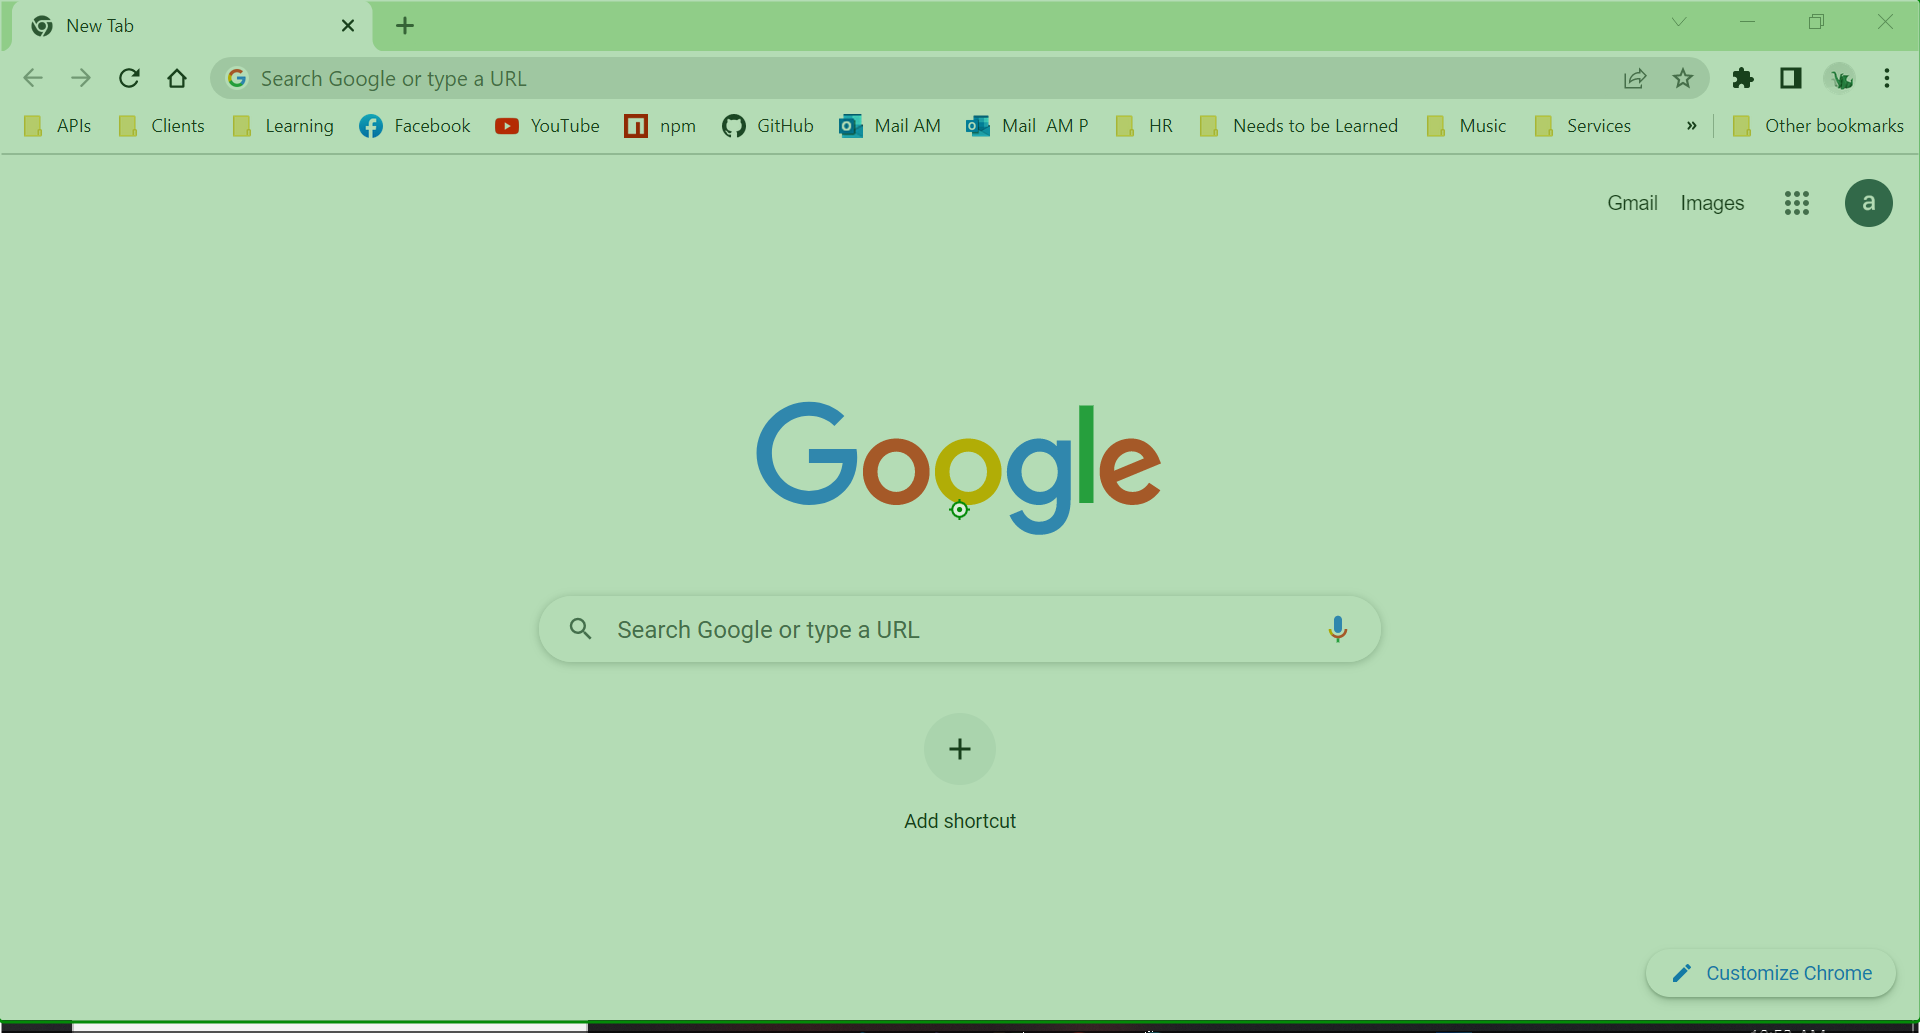 New Tab
Search Google or type a URL
APIs Clients Learning Facebook YouTube npm GitHub Mail AM Mail AM P HR Needs to be Learned Music Services » Other bookmarks
Gmail Images a
Google
Search Google or type a URL
Add shortcut
Customize Chrome